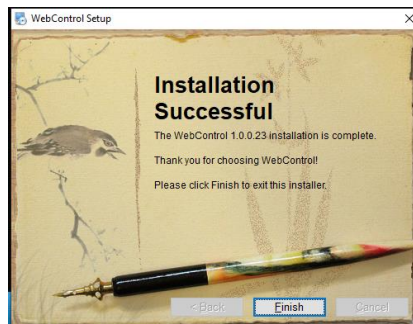 WebControl Setup
Installation
Successful
The WebControl 1.0.0.23 installation is complete.
Thank you for choosing WebControl!
Please click Finish to exit this installer.
< Back
Finish
Cancel